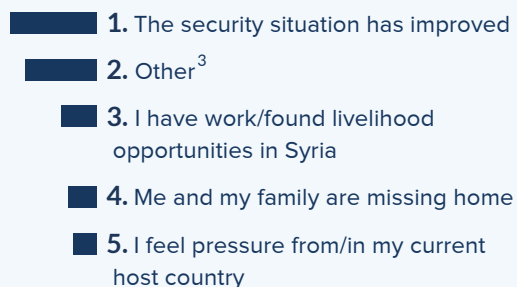 1. The security situation has improved
2. Other³
3. I have work/found livelihood
opportunities in Syria
4. Me and my family are missing home
5. I feel pressure from/in my current
host country